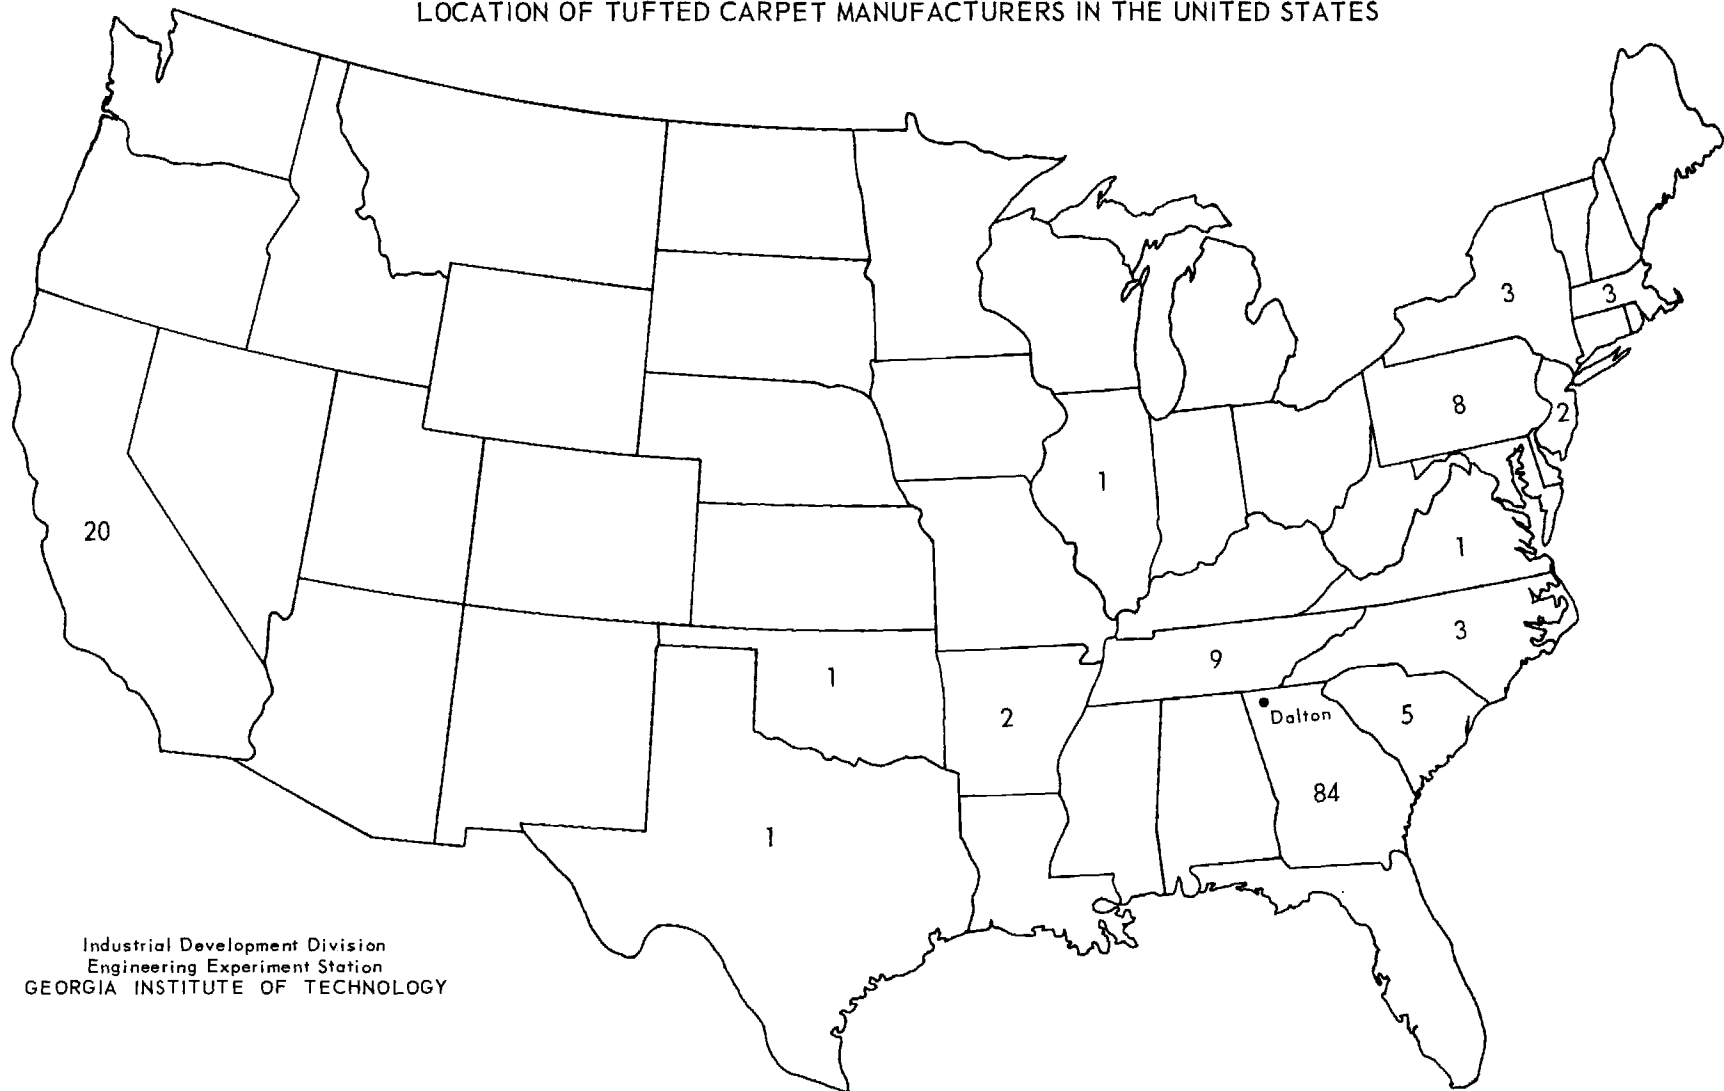 LOCATION OF TUFTED CARPET MANUFACTURERS IN THE UNITED STATES
3
3
8
2
1
20
1
3
9
1
2
Dalton
5
84
1
Industrial Development Division
Engineering Experiment Station
GEORGIA INSTITUTE OF TECHNOLOGY